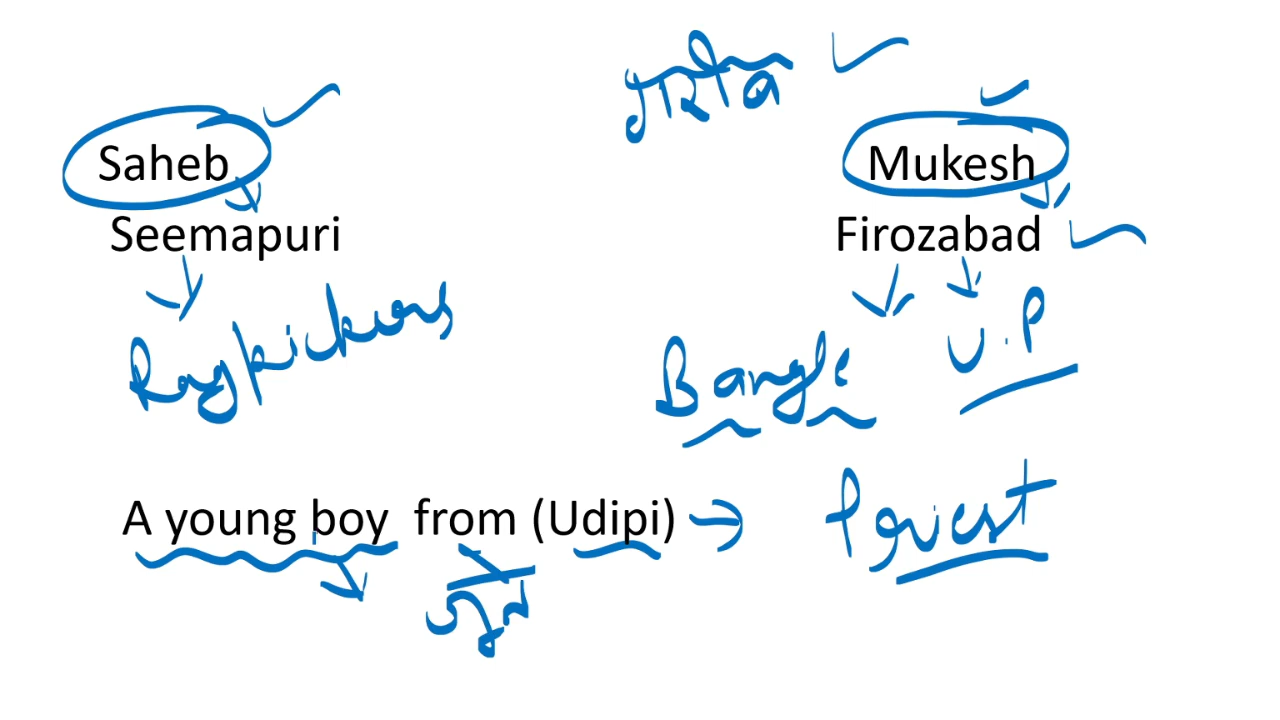 गरीब
Saheb Mukesh
Seemapuri Firozabad
Ragpickers Bangle U.P
A young boy from (Udipi) → Priest